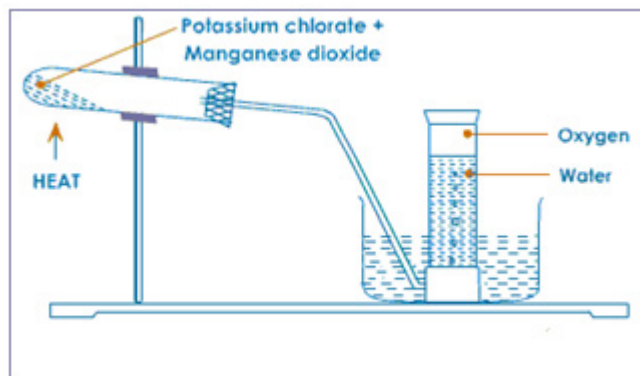 Potassium chlorate +
Manganese dioxide
Oxygen
Water
HEAT